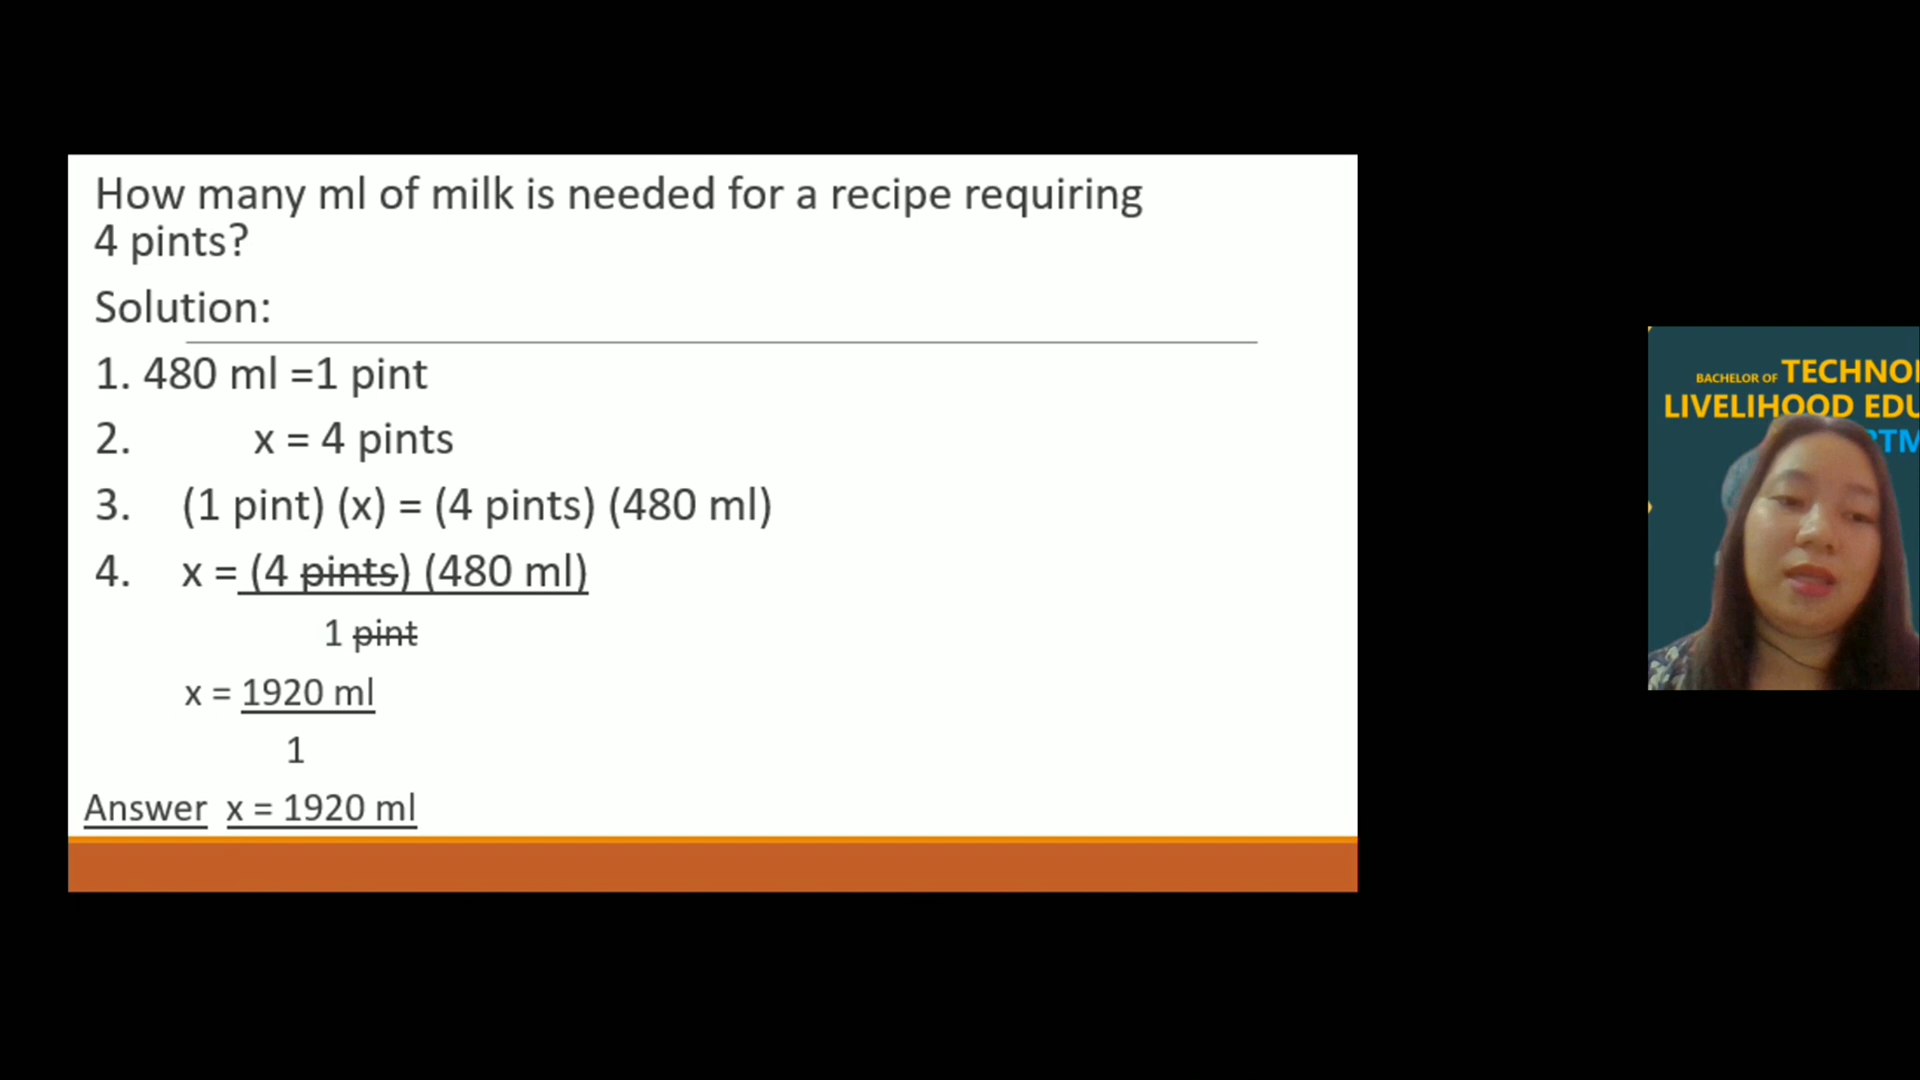 How many ml of milk is needed for a recipe requiring
4 pints?
Solution:
1. 480 ml =1 pint
2. x = 4 pints
3. (1 pint) (x) = (4 pints) (480 ml)
4. x = (4 pints) (480 ml)
1 pint
x = 1920 ml
1
Answer x = 1920 ml
BACHELOR OF TECHNOL
LIVELIHOOD EDU